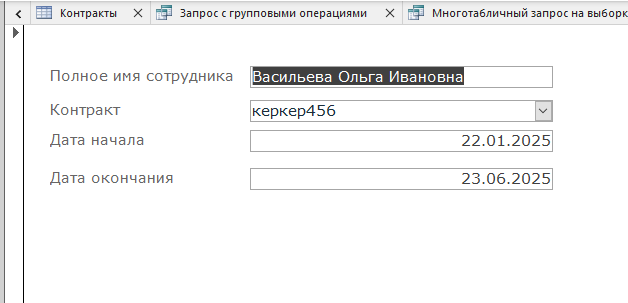 Контракты
Запрос с групповыми операциями
Многотабличный запрос на выборк
Полное имя сотрудника Васильева Ольга Ивановна
Контракт керкер456
Дата начала 22.01.2025
Дата окончания 23.06.2025